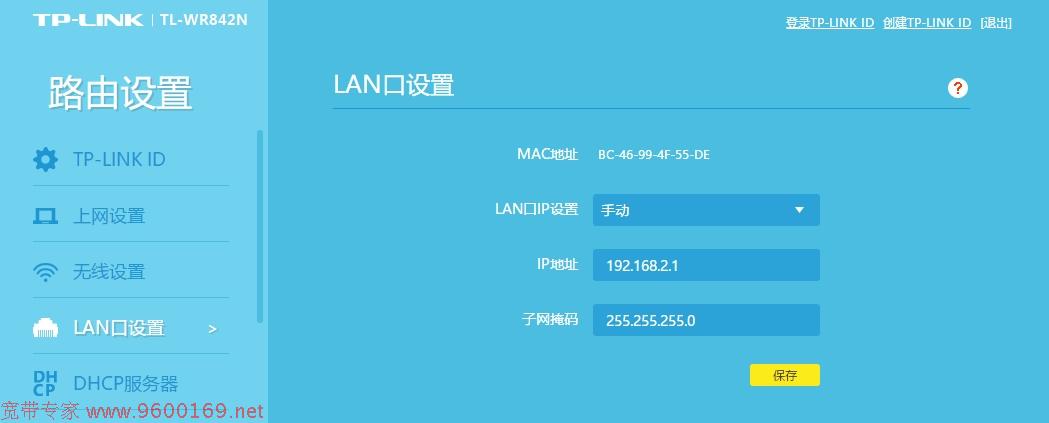 TP-LINK | TL-WR842N
登录TP-LINK ID 创建TP-LINK ID [退出]
路由设置
TP-LINK ID
上网设置
无线设置
LAN口设置 >
DHCP DHCP服务器
宽带专家 www.9600169.net
LAN口设置 ?
MAC地址 BC-46-99-4F-55-DE
LAN口IP设置 手动
IP地址 192.168.2.1
子网掩码 255.255.255.0
保存